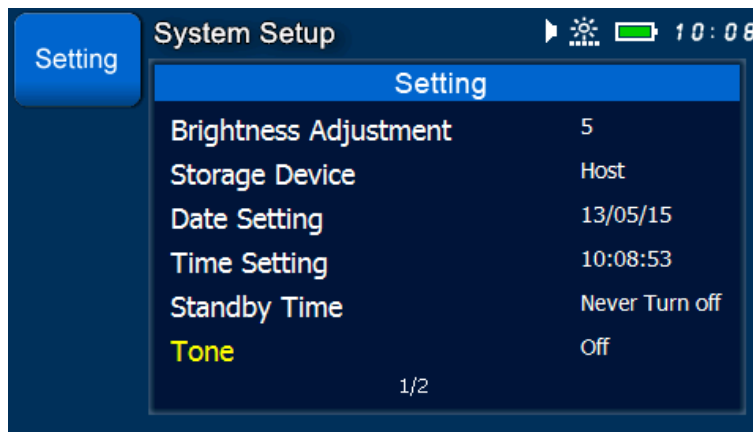 Setting
System Setup
10:08
Setting
Brightness Adjustment 5
Storage Device Host
Date Setting 13/05/15
Time Setting 10:08:53
Standby Time Never Turn off
Tone Off
1/2